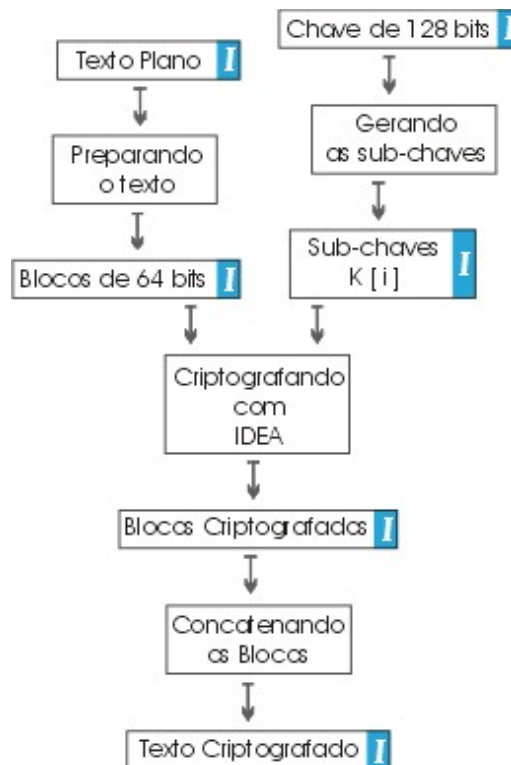 Chave de 128 bits I
Texto Plano I
Gerando
as sub-chaves
Preparando
o texto
Sub-chaves
K [ i ] I
Blocos de 64 bits I
Criptografando
com
IDEA
Blocos Criptografados I
Concatenando
os Blocos
Texto Criptografado I